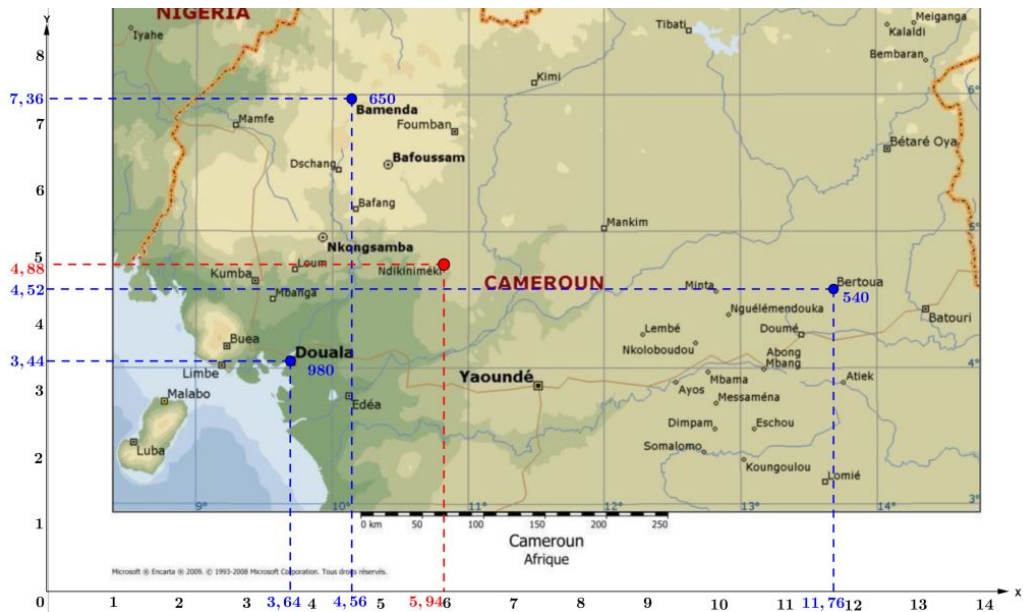 Y
NIGERIA
Iyahe
Tibati
Meiganga
Kalaldi
Bembaran
8
Kimi
6°
7,36
650
Bamenda
7
Mamfe
Foumban
Bétaré Oya
Dschang
Bafoussam
6
Bafang
Mankim
5°
Nkongsamba
5
4,88
Loum
Ndikiniméki
Kumba
CAMEROUN
Minta
Bertoua
4,52
540
Mbanga
Nguélémendouka
Batouri
4
Lembé
Doumé
Buea
Nkoloboudou
3,44
Douala
Abong
Mbang
980
4°
Limbe
Yaoundé
Mbama
Atiek
Ayos
3
Malabo
Edéa
Messaména
Dimpam
Eschou
Luba
2
Somalomo
Koungoulou
Lomié
9°
10°
11°
12°
13°
14°
3°
1
0 km 50 100 150 200 250
Cameroun
Afrique
Microsoft ® Encarta ® 2009. © 1993-2008 Microsoft Corporation. Tous droits réservés.
X
0 1 2 3 3,64 4 4,56 5 5,94 6 7 8 9 10 11 11,76 12 13 14